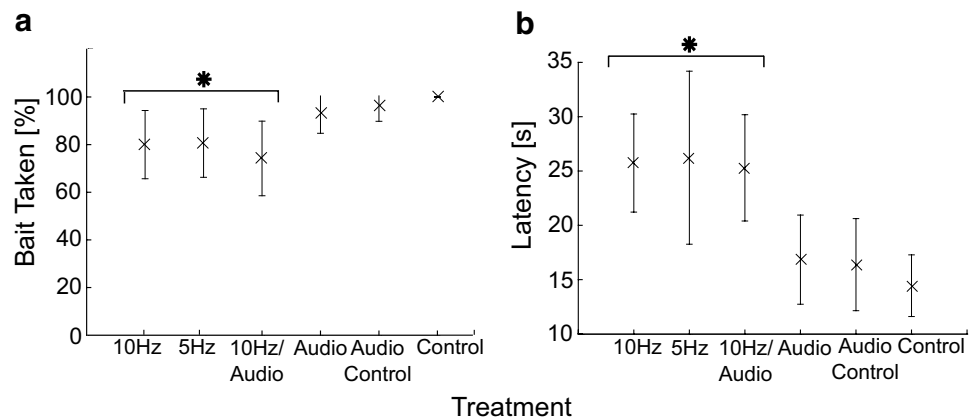 a
Bait Taken [%]
100
80
60
40
20
0
*
10Hz 5Hz 10Hz/ Audio Audio Control
Audio Control
b
Latency [s]
35
30
25
20
15
10
*
10Hz 5Hz 10Hz/ Audio Audio Control
Audio Control
Treatment